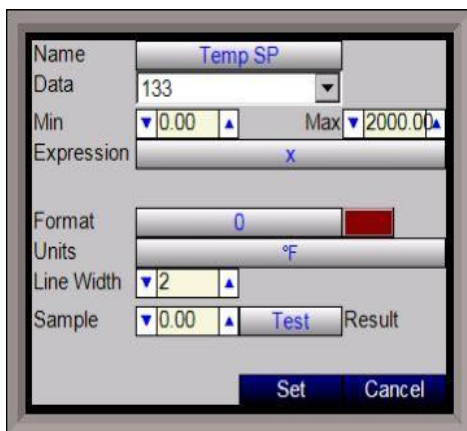 Name Temp SP
Data 133
Min 0.00 Max 2000.00
Expression x
Format 0
Units °F
Line Width 2
Sample 0.00 Test Result
Set Cancel